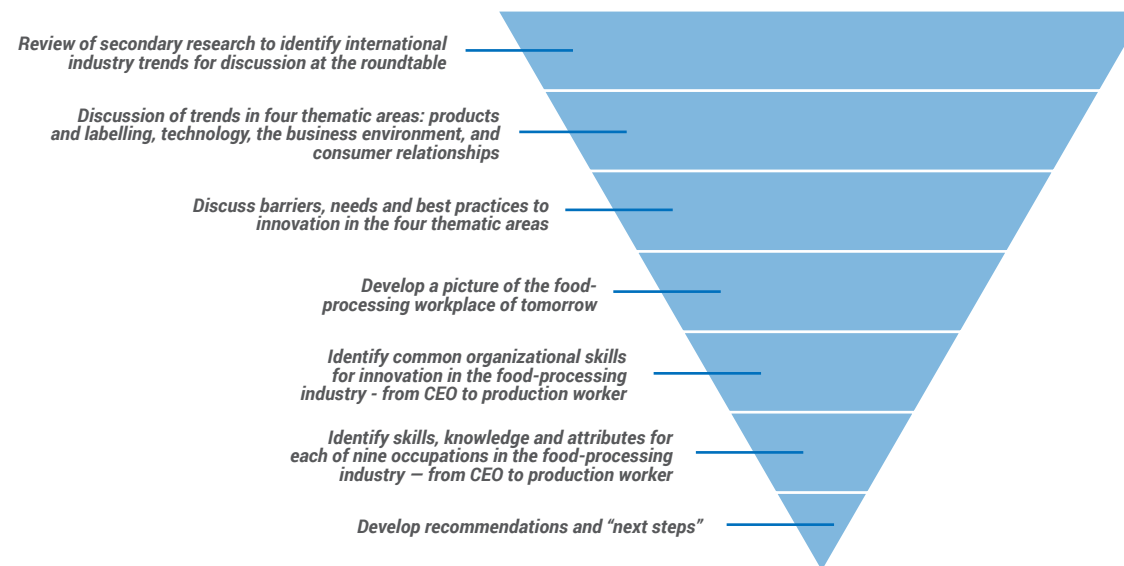 Review of secondary research to identify international
industry trends for discussion at the roundtable
Discussion of trends in four thematic areas: products
and labelling, technology, the business environment, and
consumer relationships
Discuss barriers, needs and best practices to
innovation in the four thematic areas
Develop a picture of the food-
processing workplace of tomorrow
Identify common organizational skills
for innovation in the food-processing
industry - from CEO to production worker
Identify skills, knowledge and attributes for
each of nine occupations in the food-processing
industry — from CEO to production worker
Develop recommendations and “next steps”